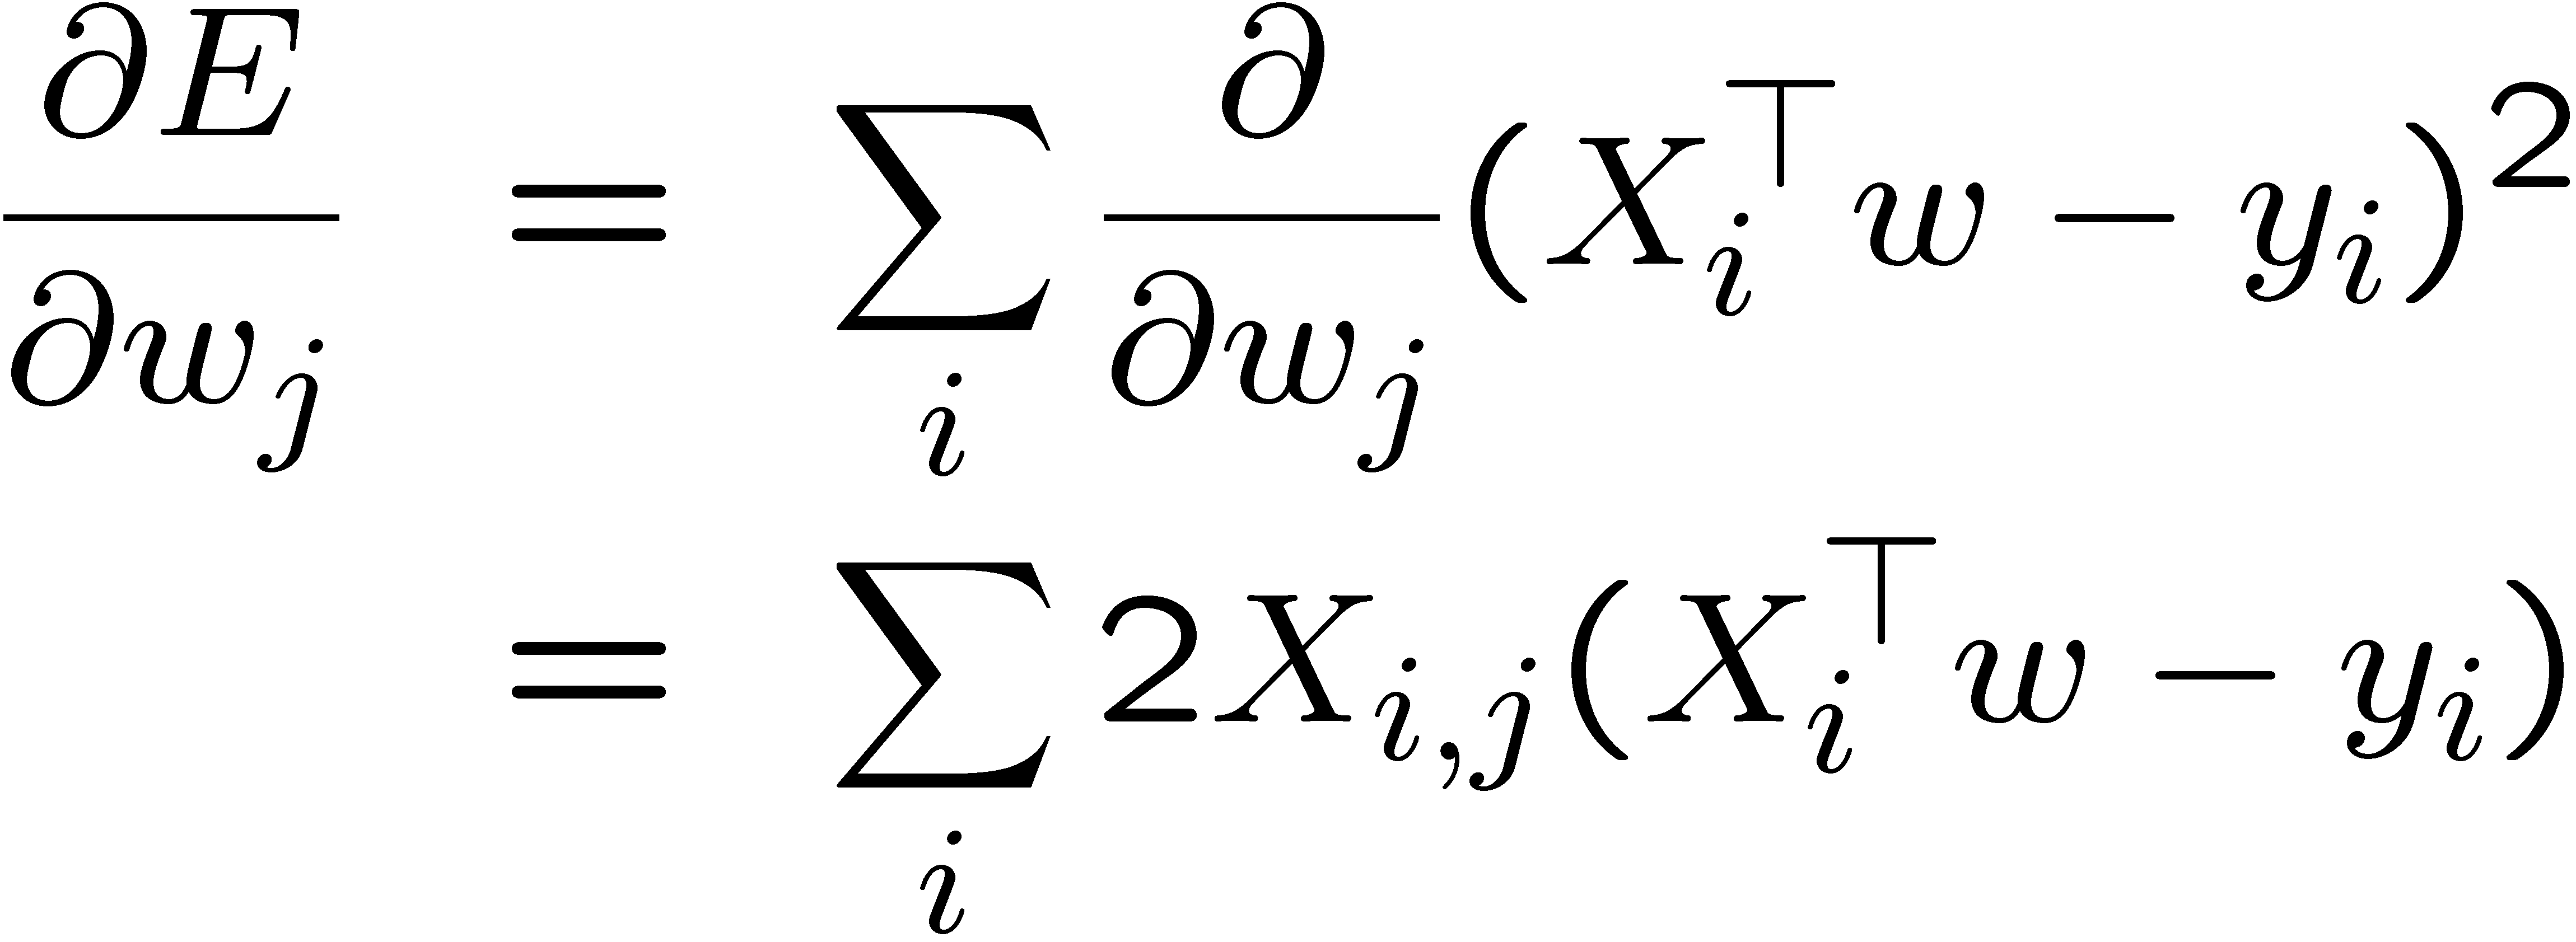 ∂E/∂w_j = ∑_i ∂/∂w_j (X_i^⊤ w − y_i)^2
= ∑_i 2X_{i,j}(X_i^⊤ w − y_i)